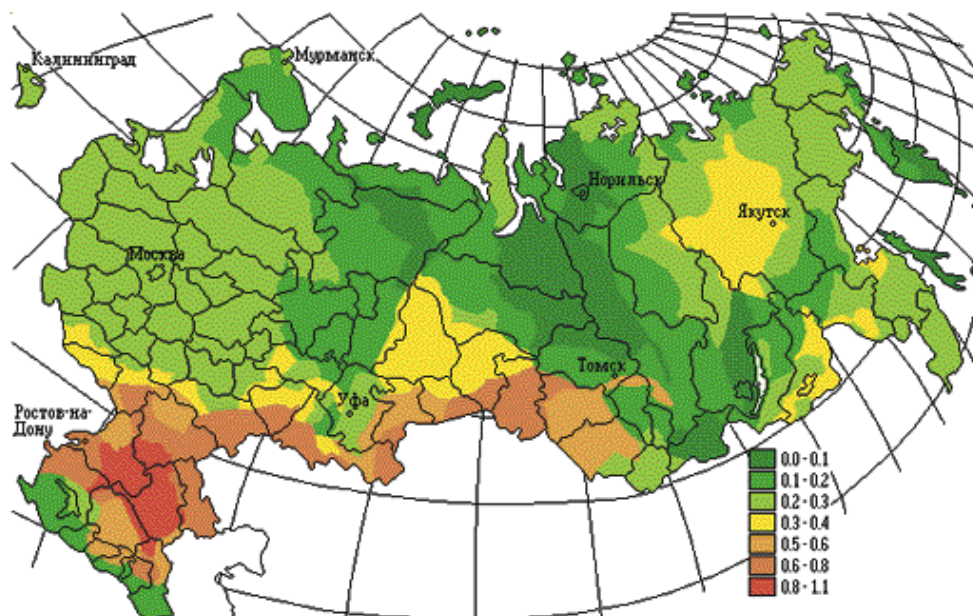 Калининград
Мурманск
Норильск
Якутск
Москва
Томск
Уфа
Ростов-на-
Дону
0.0 - 0.1
0.1 - 0.2
0.2 - 0.3
0.3 - 0.4
0.5 - 0.6
0.6 - 0.8
0.8 - 1.1